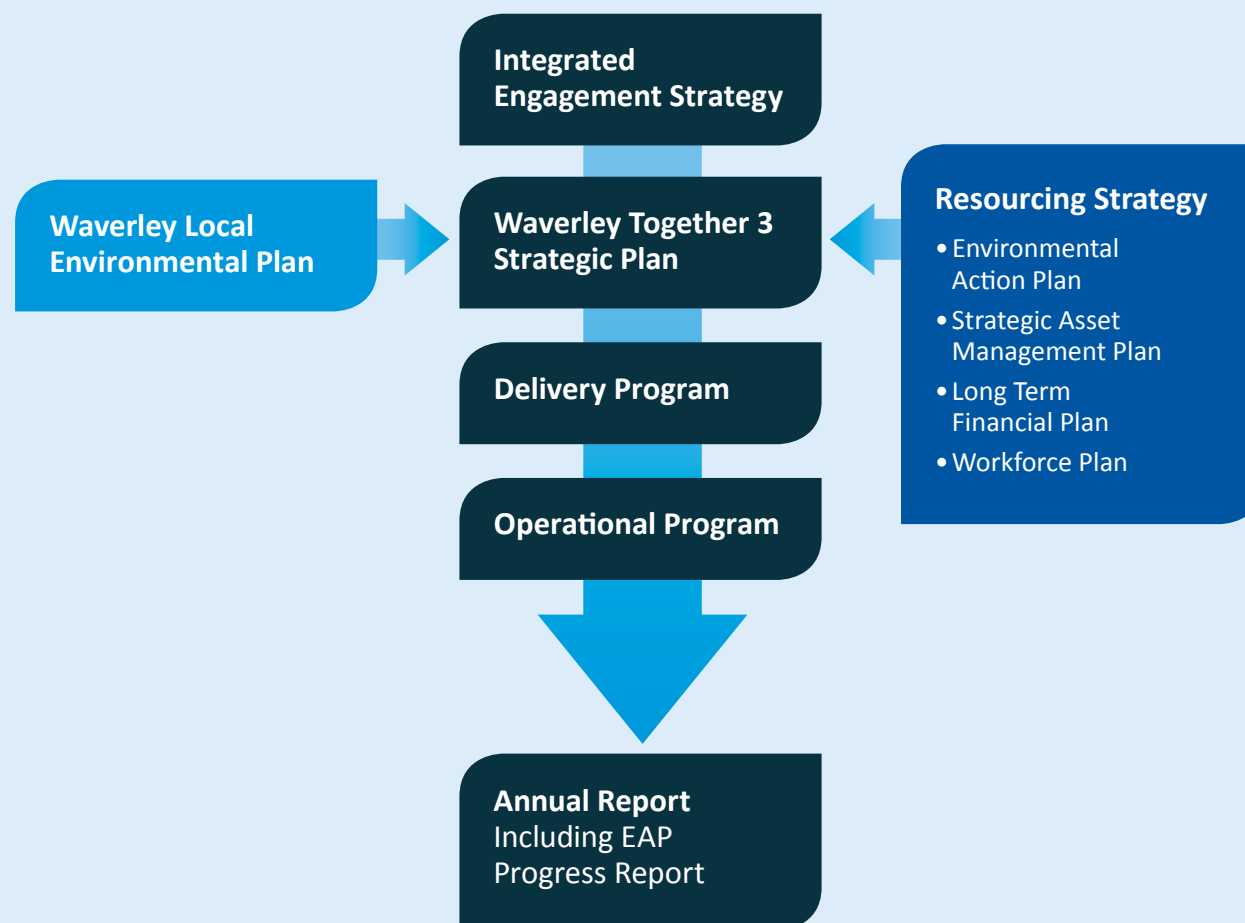 Integrated
Engagement Strategy
Waverley Local
Environmental Plan
Waverley Together 3
Strategic Plan
Resourcing Strategy
• Environmental
Action Plan
• Strategic Asset
Management Plan
• Long Term
Financial Plan
• Workforce Plan
Delivery Program
Operational Program
Annual Report
Including EAP
Progress Report